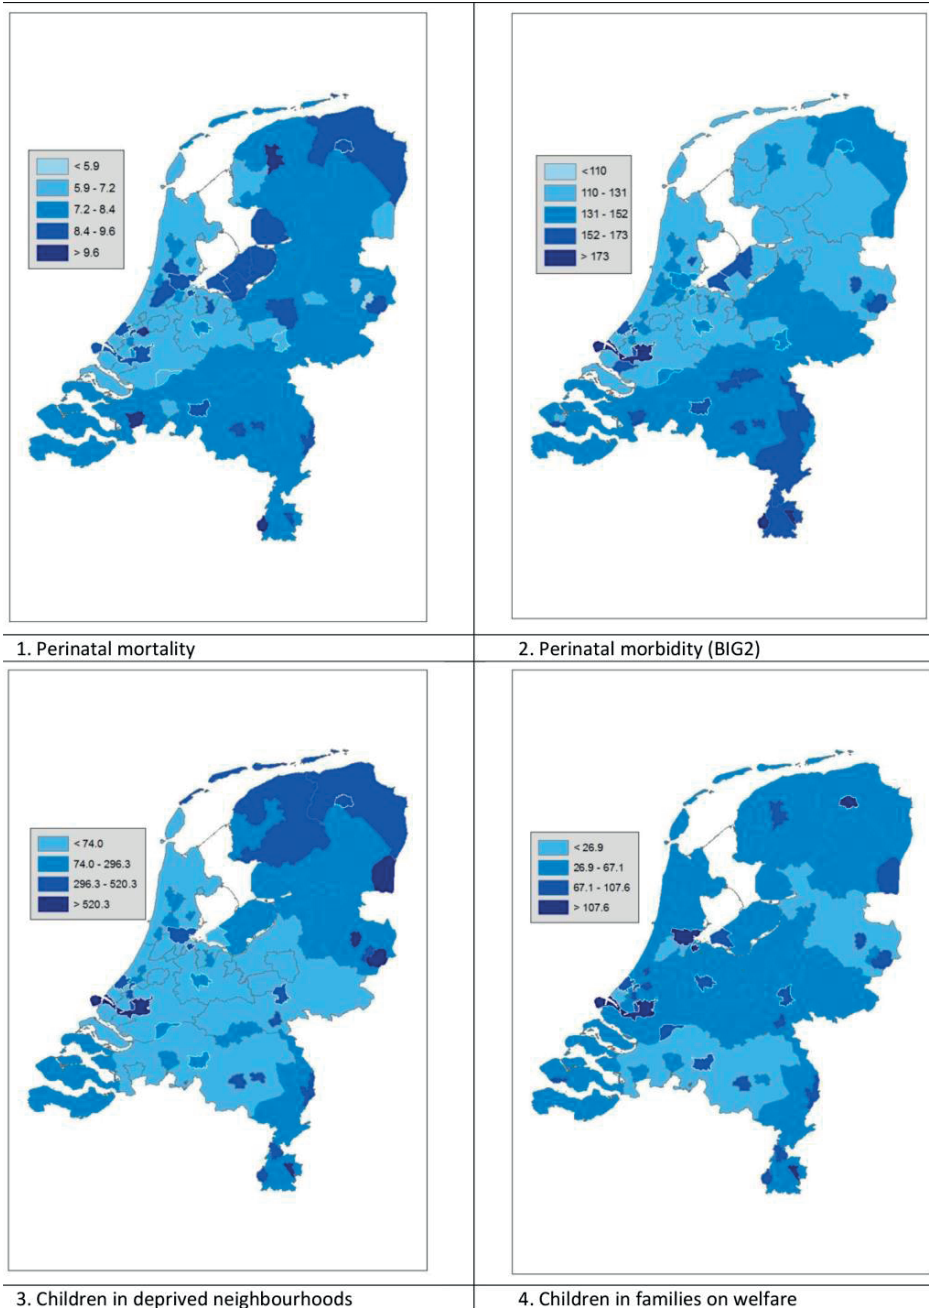 < 5.9
5.9 - 7.2
7.2 - 8.4
8.4 - 9.6
> 9.6
<110
110 - 131
131 - 152
152 - 173
> 173
1. Perinatal mortality
2. Perinatal morbidity (BIG2)
< 74.0
74.0 - 296.3
296.3 - 520.3
> 520.3
< 26.9
26.9 - 67.1
67.1 - 107.6
> 107.6
3. Children in deprived neighbourhoods
4. Children in families on welfare